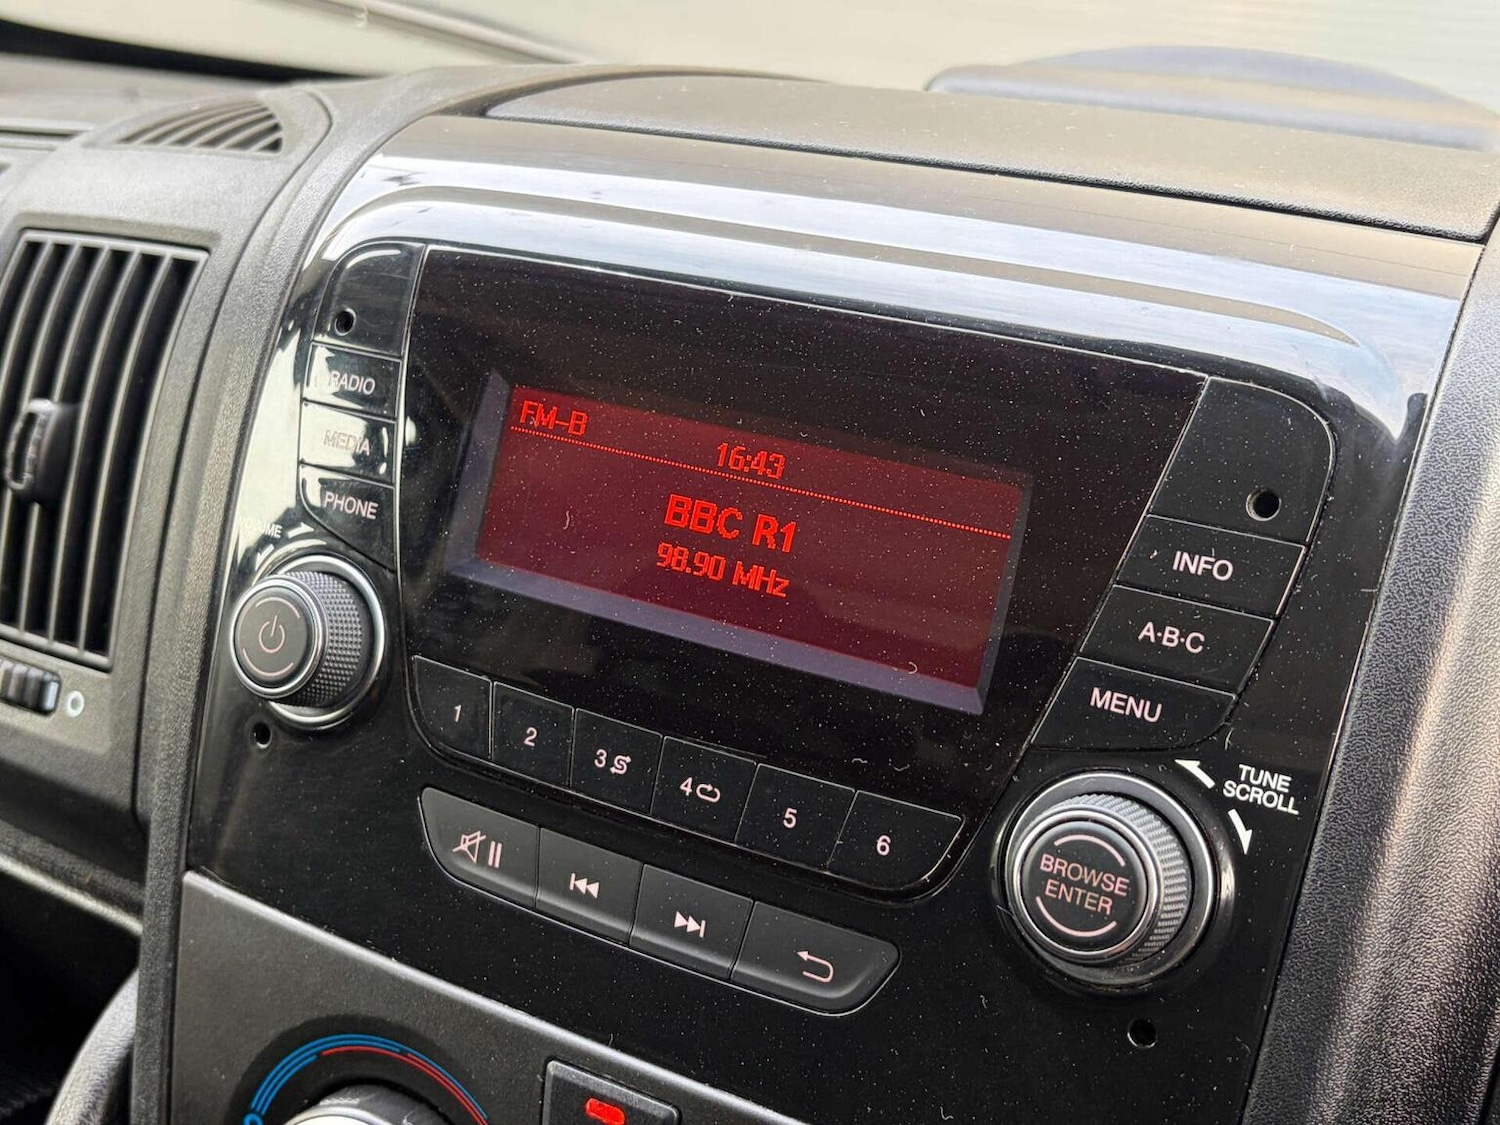 RADIO
MEDIA
PHONE
VOLUME
FM-B
16:43
BBC R1
98.90 MHz
INFO
A·B·C
MENU
1
2
3
4
5
6
TUNE
SCROLL
BROWSE
ENTER